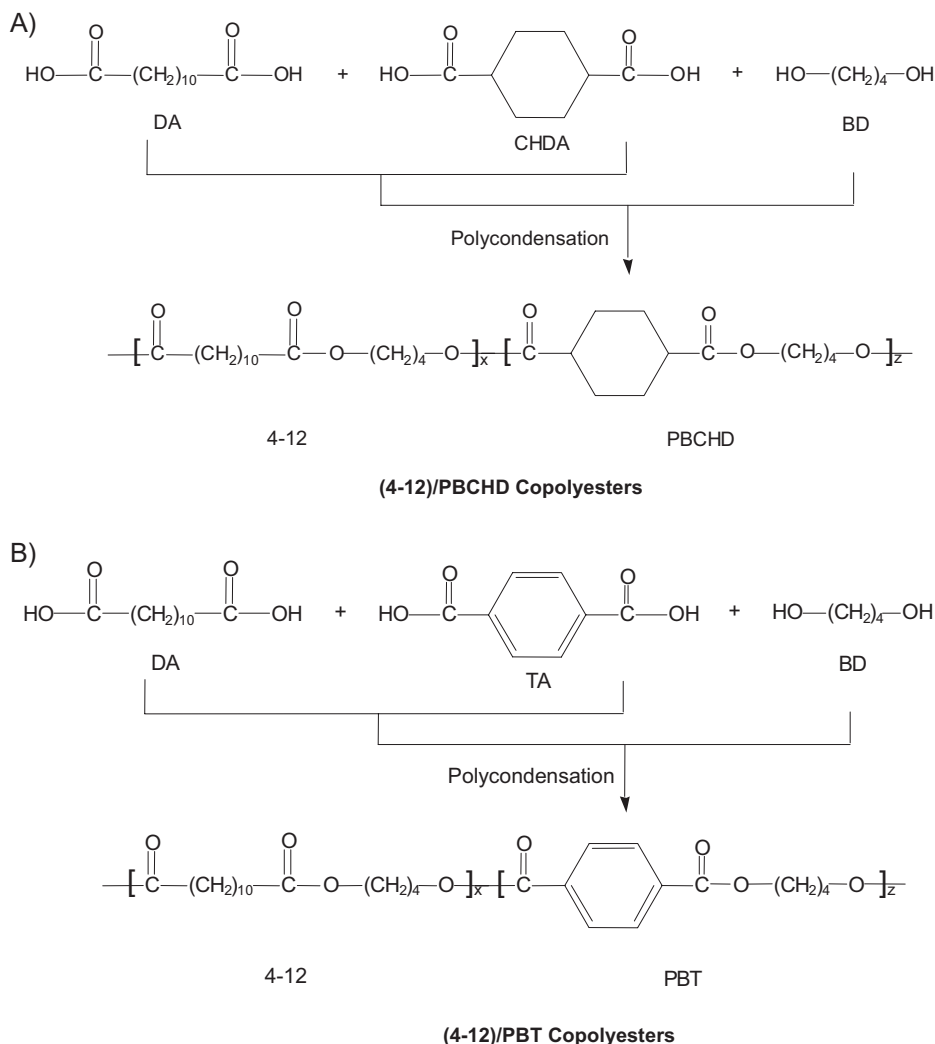 A)
O O
HO—C—(CH₂)₁₀—C—OH + HO—C C—OH + HO—(CH₂)₄—OH
O O
DA CHDA BD
Polycondensation
O O O O
[C—(CH₂)₁₀—C—O—(CH₂)₄—O]x[C C—O—(CH₂)₄—O]z
4-12 PBCHD
(4-12)/PBCHD Copolyesters
B)
O O O O
HO—C—(CH₂)₁₀—C—OH + HO—C C—OH + HO—(CH₂)₄—OH
DA TA BD
Polycondensation
O O O O
[C—(CH₂)₁₀—C—O—(CH₂)₄—O]x[C C—O—(CH₂)₄—O]z
4-12 PBT
(4-12)/PBT Copolyesters